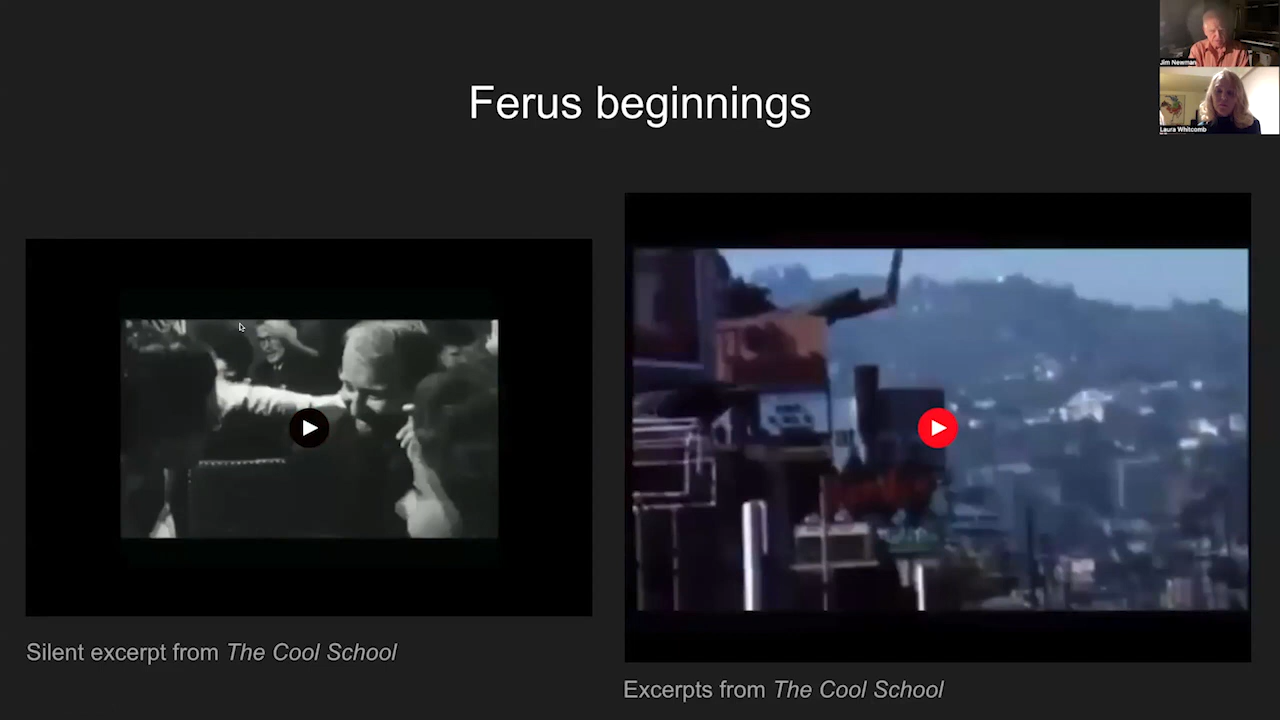 Jim Newman
Laura Whitcomb
Ferus beginnings
Silent excerpt from The Cool School
Excerpts from The Cool School